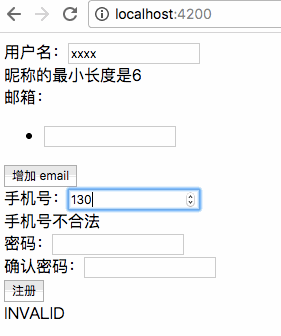 localhost:4200
用户名: xxxx
昵称的最小长度是6
邮箱:
增加 email
手机号: 130
手机号不合法
密码:
确认密码:
注册
INVALID